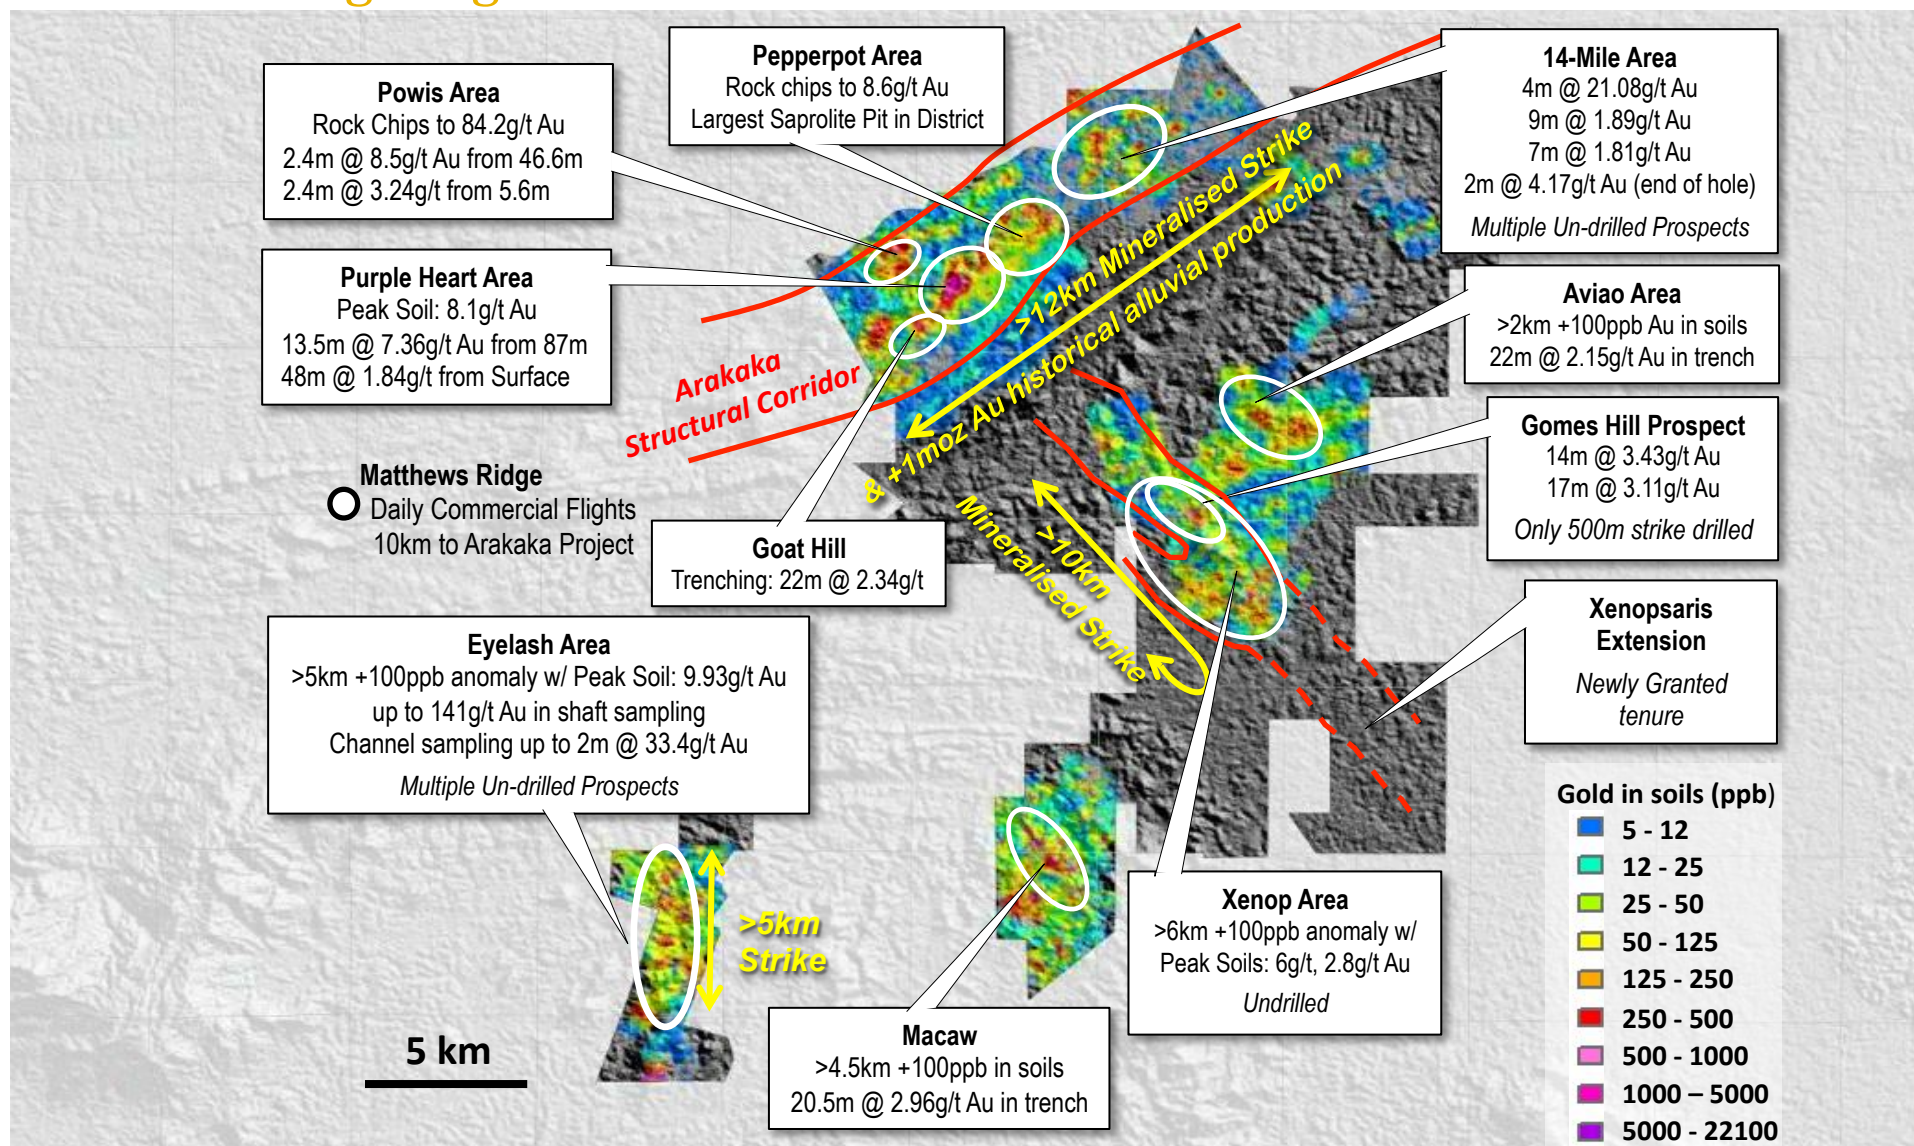 Powis Area
Rock Chips to 84.2g/t Au
2.4m @ 8.5g/t Au from 46.6m
2.4m @ 3.24g/t from 5.6m
Pepperpot Area
Rock chips to 8.6g/t Au
Largest Saprolite Pit in District
14-Mile Area
4m @ 21.08g/t Au
9m @ 1.89g/t Au
7m @ 1.81g/t Au
2m @ 4.17g/t Au (end of hole)
Multiple Un-drilled Prospects
Purple Heart Area
Peak Soil: 8.1g/t Au
13.5m @ 7.36g/t Au from 87m
48m @ 1.84g/t from Surface
Aviao Area
>2km +100ppb Au in soils
22m @ 2.15g/t Au in trench
>12km Mineralised Strike
& +1moz Au historical alluvial production
Arakaka
Structural Corridor
Gomes Hill Prospect
14m @ 3.43g/t Au
17m @ 3.11g/t Au
Only 500m strike drilled
Matthews Ridge
Daily Commercial Flights
10km to Arakaka Project
Goat Hill
Trenching: 22m @ 2.34g/t
>10km
Mineralised Strike
Xenopsaris
Extension
Newly Granted
tenure
Eyelash Area
>5km +100ppb anomaly w/ Peak Soil: 9.93g/t Au
up to 141g/t Au in shaft sampling
Channel sampling up to 2m @ 33.4g/t Au
Multiple Un-drilled Prospects
>5km
Strike
Xenop Area
>6km +100ppb anomaly w/
Peak Soils: 6g/t, 2.8g/t Au
Undrilled
Macaw
>4.5km +100ppb in soils
20.5m @ 2.96g/t Au in trench
5 km
Gold in soils (ppb)
5 - 12
12 - 25
25 - 50
50 - 125
125 - 250
250 - 500
500 - 1000
1000 – 5000
5000 - 22100